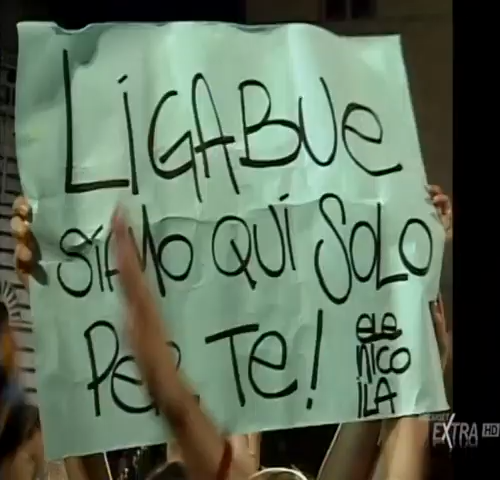 LiGABUe
SiAMO QUi SOLO
PER Te!
ele
NiCO
iLA
EXTRA HD